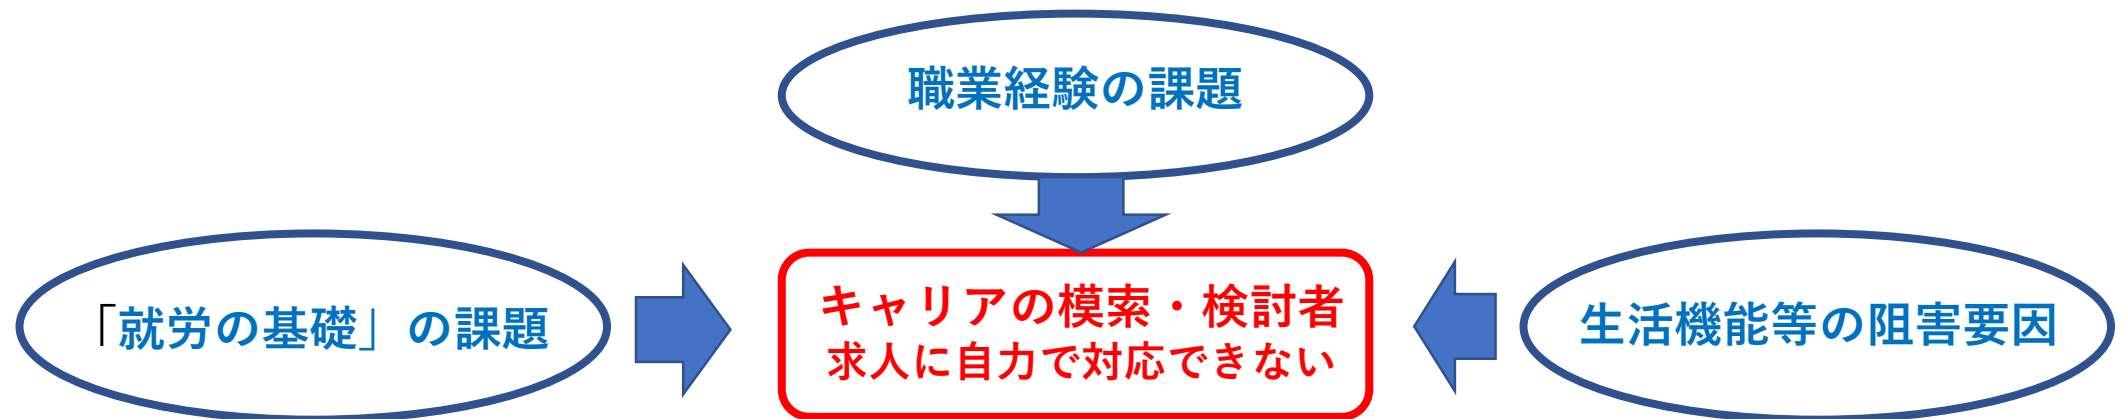 職業経験の課題
「就労の基礎」の課題
キャリアの模索・検討者
求人に自力で対応できない
生活機能等の阻害要因